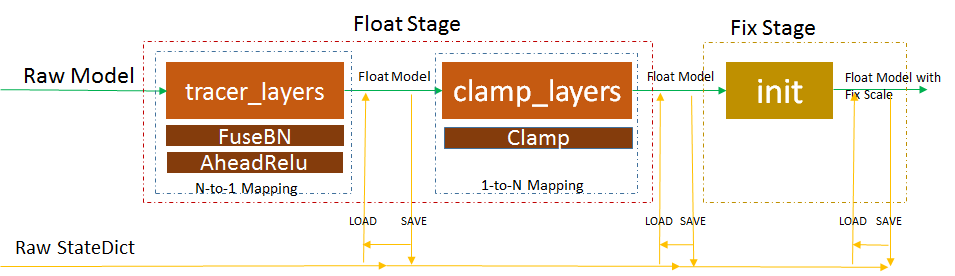 Float Stage
Fix Stage
Raw Model
tracer_layers
Float Model
clamp_layers
Float Model
init
Float Model with
Fix Scale
FuseBN
Clamp
AheadRelu
N-to-1 Mapping
1-to-N Mapping
LOAD
SAVE
LOAD
SAVE
LOAD
SAVE
Raw StateDict